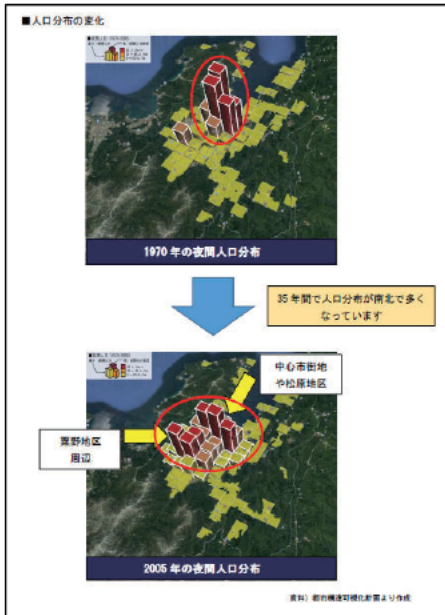 ■人口分布の変化
1970年の夜間人口分布
35年間で人口分布が南北で多く
なっています
中心市街地
や松原地区
粟野地区
周辺
2005年の夜間人口分布
資料）都市構造可視化計画より作成